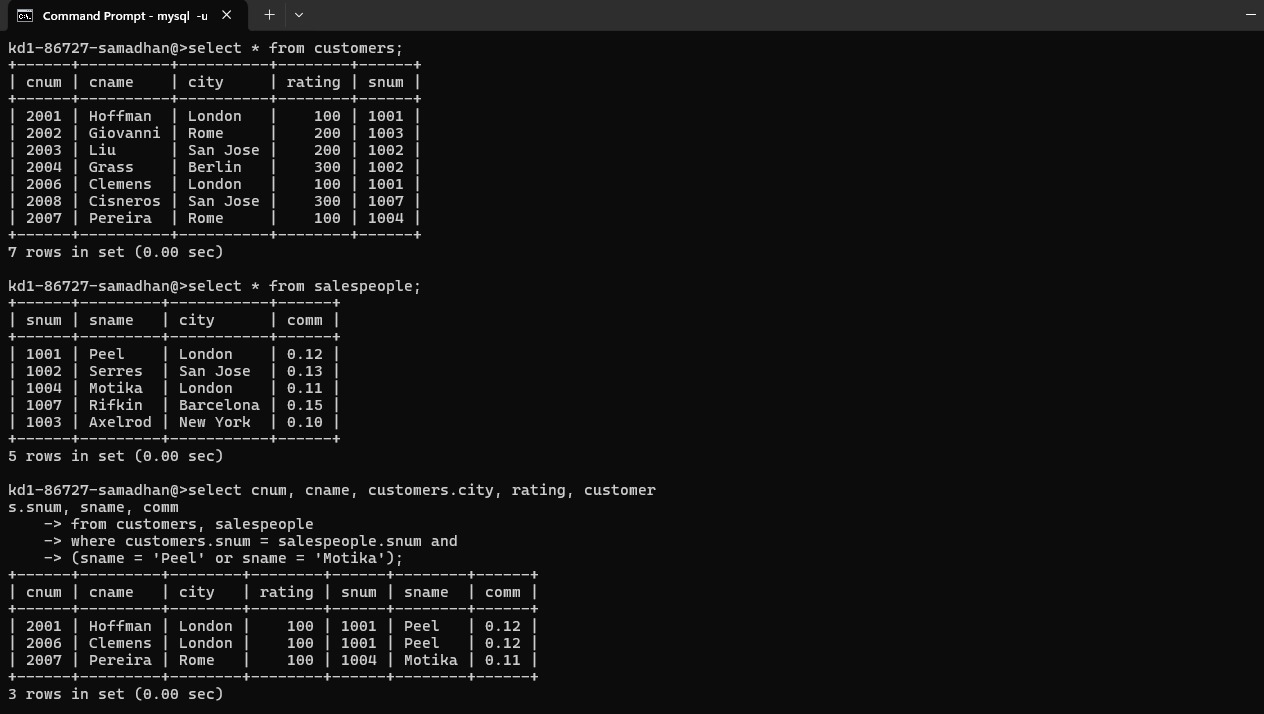 Command Prompt - mysql -u
kd1-86727-samadhan@>select * from customers;
+------+----------+----------+--------+------+
| cnum | cname    | city     | rating | snum |
+------+----------+----------+--------+------+
| 2001 | Hoffman  | London   |    100 | 1001 |
| 2002 | Giovanni | Rome     |    200 | 1003 |
| 2003 | Liu      | San Jose |    200 | 1002 |
| 2004 | Grass    | Berlin   |    300 | 1002 |
| 2006 | Clemens  | London   |    100 | 1001 |
| 2008 | Cisneros | San Jose |    300 | 1007 |
| 2007 | Pereira  | Rome     |    100 | 1004 |
+------+----------+----------+--------+------+
7 rows in set (0.00 sec)
kd1-86727-samadhan@>select * from salespeople;
+------+---------+-----------+------+
| snum | sname   | city      | comm |
+------+---------+-----------+------+
| 1001 | Peel    | London    | 0.12 |
| 1002 | Serres  | San Jose  | 0.13 |
| 1004 | Motika  | London    | 0.11 |
| 1007 | Rifkin  | Barcelona | 0.15 |
| 1003 | Axelrod | New York  | 0.10 |
+------+---------+-----------+------+
5 rows in set (0.00 sec)
kd1-86727-samadhan@>select cnum, cname, customers.city, rating, customer
s.snum, sname, comm
    -> from customers, salespeople
    -> where customers.snum = salespeople.snum and
    -> (sname = 'Peel' or sname = 'Motika');
+------+---------+--------+--------+------+--------+------+
| cnum | cname   | city   | rating | snum | sname  | comm |
+------+---------+--------+--------+------+--------+------+
| 2001 | Hoffman | London |    100 | 1001 | Peel   | 0.12 |
| 2006 | Clemens | London |    100 | 1001 | Peel   | 0.12 |
| 2007 | Pereira | Rome   |    100 | 1004 | Motika | 0.11 |
+------+---------+--------+--------+------+--------+------+
3 rows in set (0.00 sec)